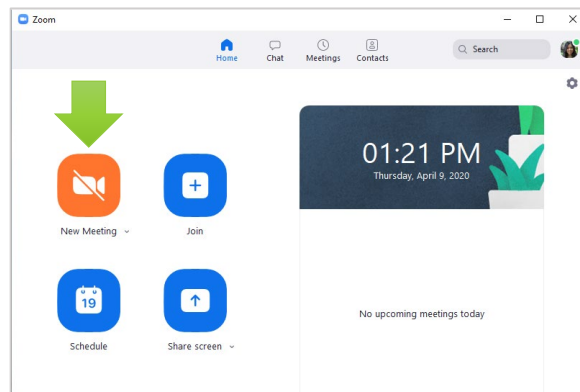 Zoom
Home Chat Meetings Contacts Search
01:21 PM
Thursday, April 9, 2020
New Meeting Join
19
Schedule Share screen
No upcoming meetings today